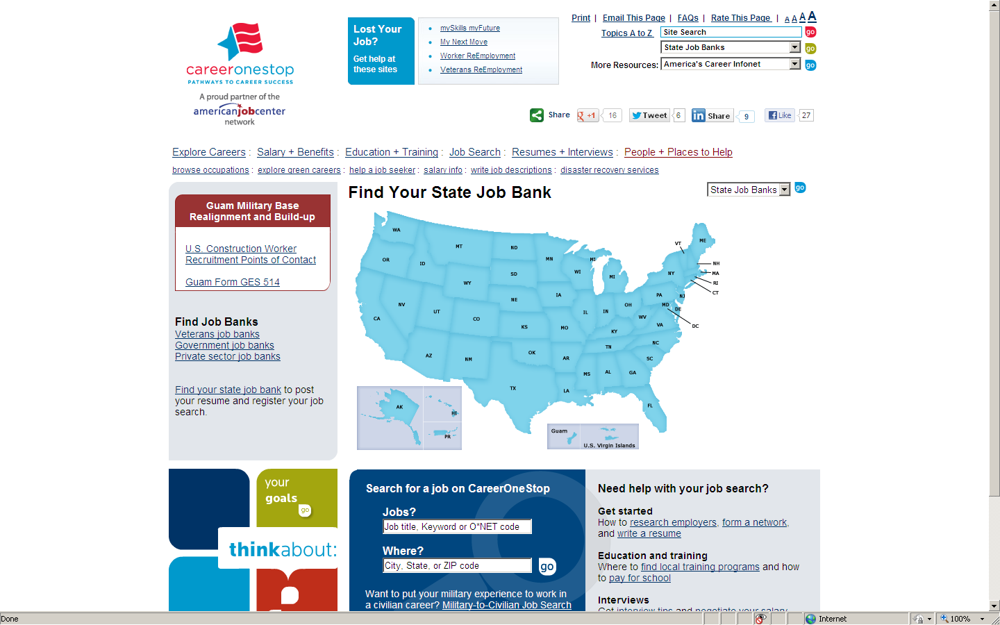 careeronestop
PATHWAYS TO CAREER SUCCESS
A proud partner of the
americanjobcenter
network
Lost Your
Job?
Get help at
these sites
mySkills myFuture
My Next Move
Worker ReEmployment
Veterans ReEmployment
Print | Email This Page | FAQs | Rate This Page | A A A A
Topics A to Z Site Search go
State Job Banks go
More Resources: America's Career Infonet go
Share +1 16 Tweet 6 Share 9 Like 27
Explore Careers : Salary + Benefits : Education + Training : Job Search : Resumes + Interviews : People + Places to Help
browse occupations : explore green careers : help a job seeker : salary info : write job descriptions : disaster recovery services
Guam Military Base
Realignment and Build-up
U.S. Construction Worker
Recruitment Points of Contact
Guam Form GES 514
Find Job Banks
Veterans job banks
Government job banks
Private sector job banks
Find your state job bank to post
your resume and register your job
search.
Find Your State Job Bank
State Job Banks go
WA
MT
ND
MN
VT
ME
OR
ID
SD
WI
MI
MI
NY
NH
MA
RI
CT
WY
NE
IA
PA
NJ
NV
UT
CO
KS
MO
IL
IN
OH
MD
DE
DC
CA
WV
VA
KY
AZ
NM
OK
AR
TN
NC
SC
MS
AL
GA
TX
LA
FL
AK
HI
PR
Guam
U.S. Virgin Islands
your
goals
go
thinkabout:
Search for a job on CareerOneStop
Jobs?
Job title, Keyword or O*NET code
Where?
City, State, or ZIP code
go
Want to put your military experience to work in
a civilian career? Military-to-Civilian Job Search
Need help with your job search?
Get started
How to research employers, form a network,
and write a resume
Education and training
Where to find local training programs and how
to pay for school
Interviews
Get interview tips and negotiate your salary
Done
Internet
100%